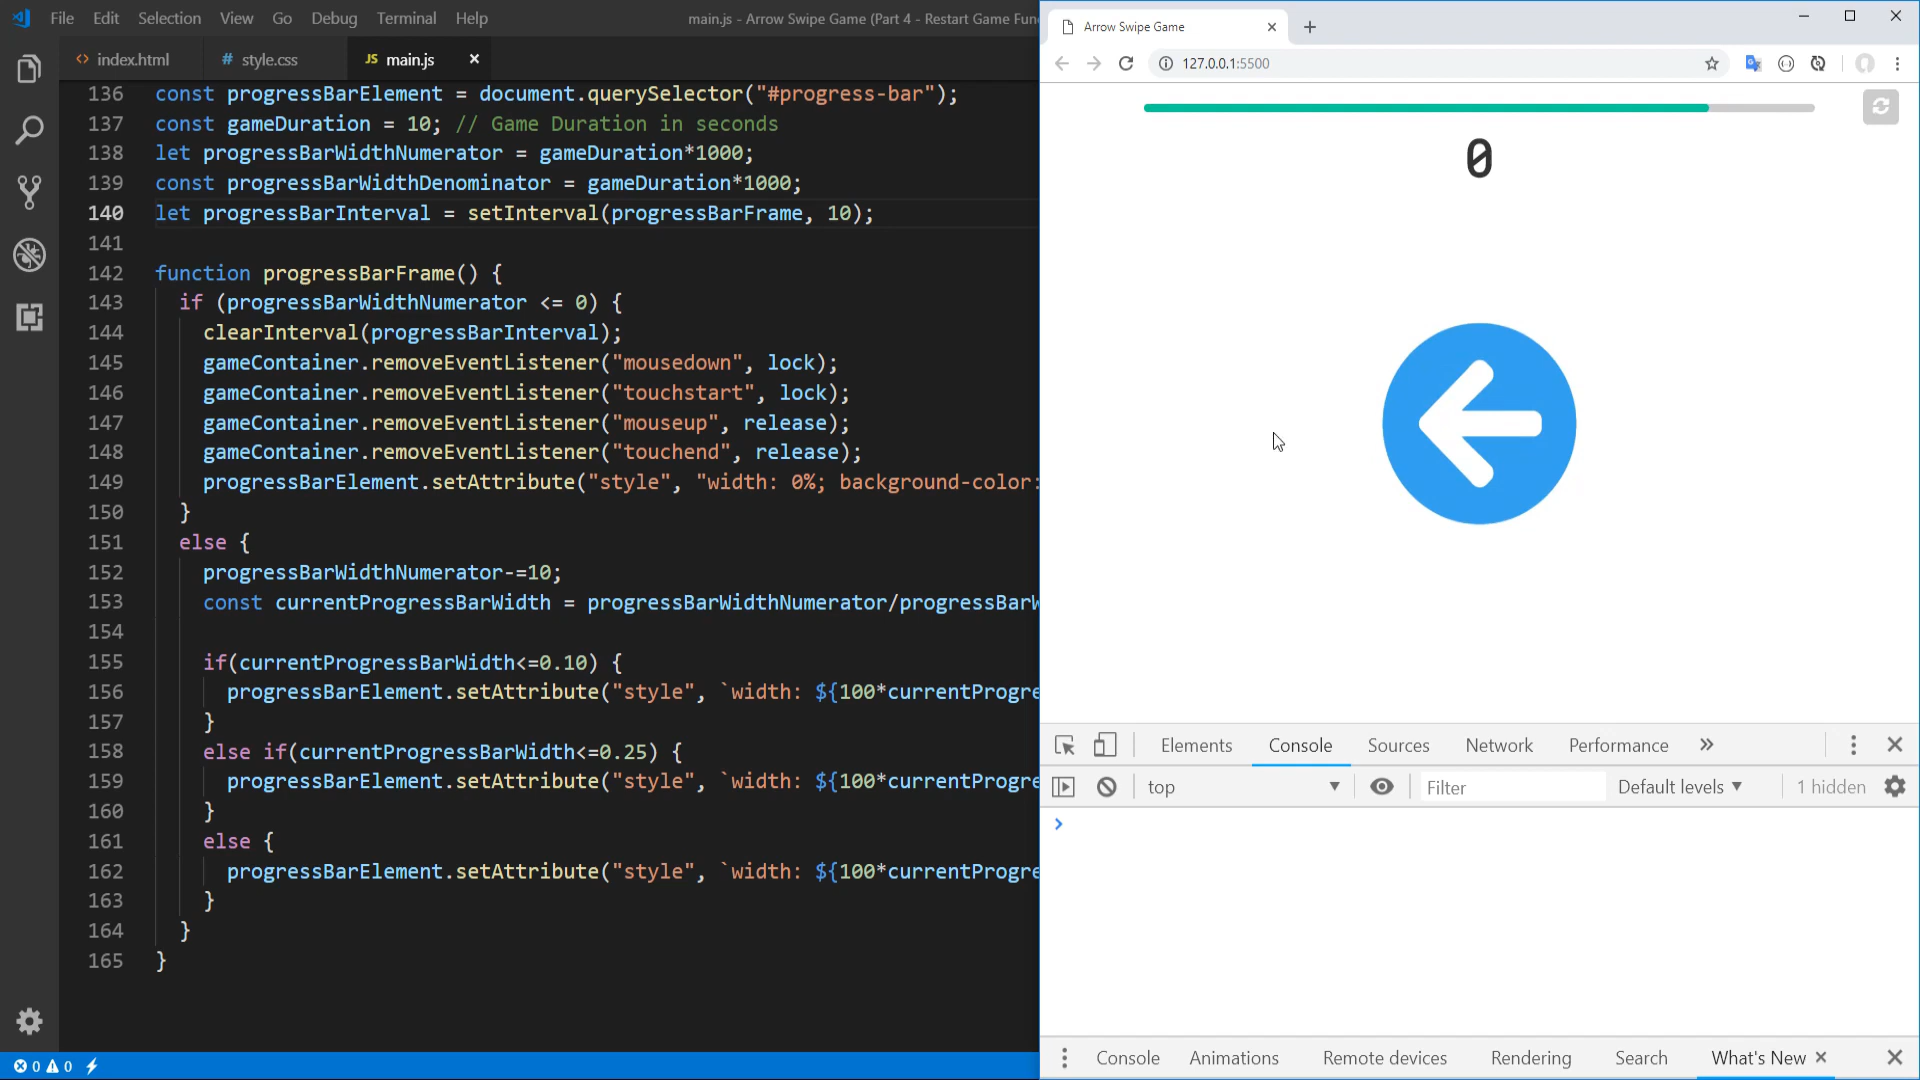 File Edit Selection View Go Debug Terminal Help
main.js - Arrow Swipe Game (Part 4 - Restart Game Fun
index.html
# style.css
JS main.js ×
136 const progressBarElement = document.querySelector("#progress-bar");
137 const gameDuration = 10; // Game Duration in seconds
138 let progressBarWidthNumerator = gameDuration*1000;
139 const progressBarWidthDenominator = gameDuration*1000;
140 let progressBarInterval = setInterval(progressBarFrame, 10);
141
142 function progressBarFrame() {
143 if (progressBarWidthNumerator <= 0) {
144 clearInterval(progressBarInterval);
145 gameContainer.removeEventListener("mousedown", lock);
146 gameContainer.removeEventListener("touchstart", lock);
147 gameContainer.removeEventListener("mouseup", release);
148 gameContainer.removeEventListener("touchend", release);
149 progressBarElement.setAttribute("style", "width: 0%; background-color:
150 }
151 else {
152 progressBarWidthNumerator-=10;
153 const currentProgressBarWidth = progressBarWidthNumerator/progressBarW
154
155 if(currentProgressBarWidth<=0.10) {
156 progressBarElement.setAttribute("style", `width: ${100*currentProgre
157 }
158 else if(currentProgressBarWidth<=0.25) {
159 progressBarElement.setAttribute("style", `width: ${100*currentProgre
160 }
161 else {
162 progressBarElement.setAttribute("style", `width: ${100*currentProgre
163 }
164 }
165 }
0 0
Arrow Swipe Game
127.0.0.1:5500
0
Elements Console Sources Network Performance »
top Filter Default levels 1 hidden
Console Animations Remote devices Rendering Search What's New ×